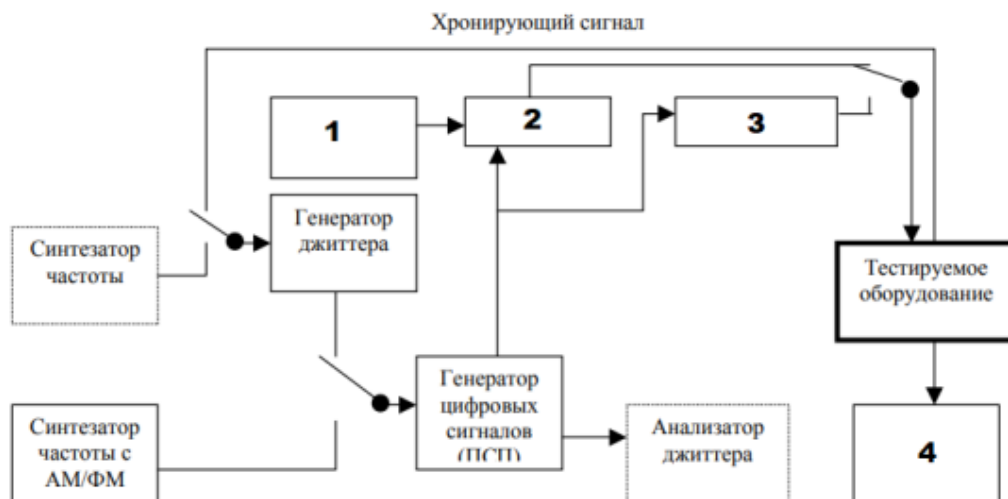 Хронирующий сигнал
1
2
3
Генератор
джиттера
Синтезатор
частоты
Тестируемое
оборудование
Генератор
цифровых
сигналов
(ПСП)
Синтезатор
частоты с
АМ/ФМ
Анализатор
джиттера
4